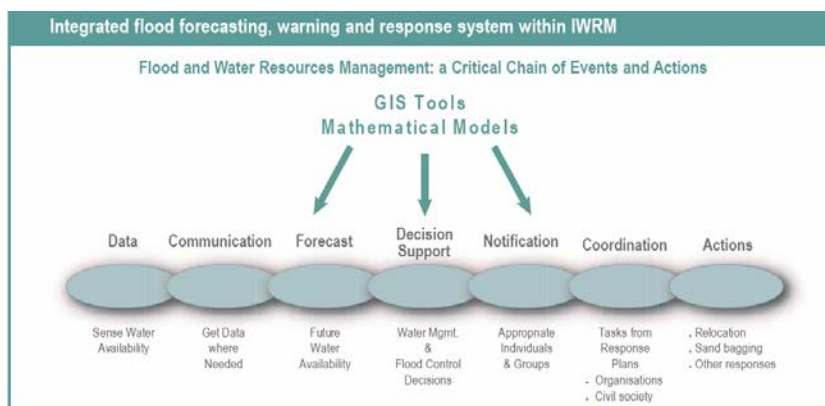 Integrated flood forecasting, warning and response system within IWRM
Flood and Water Resources Management: a Critical Chain of Events and Actions
GIS Tools
Mathematical Models
Data
Communication
Forecast
Decision
Support
Notification
Coordination
Actions
Sense Water
Availability
Get Data
where
Needed
Future
Water
Availability
Water Mgmt.
&
Flood Control
Decisions
Appropriate
Individuals
& Groups
Tasks from
Response
Plans
. Organisations
. Civil society
. Relocation
. Sand bagging
. Other responses